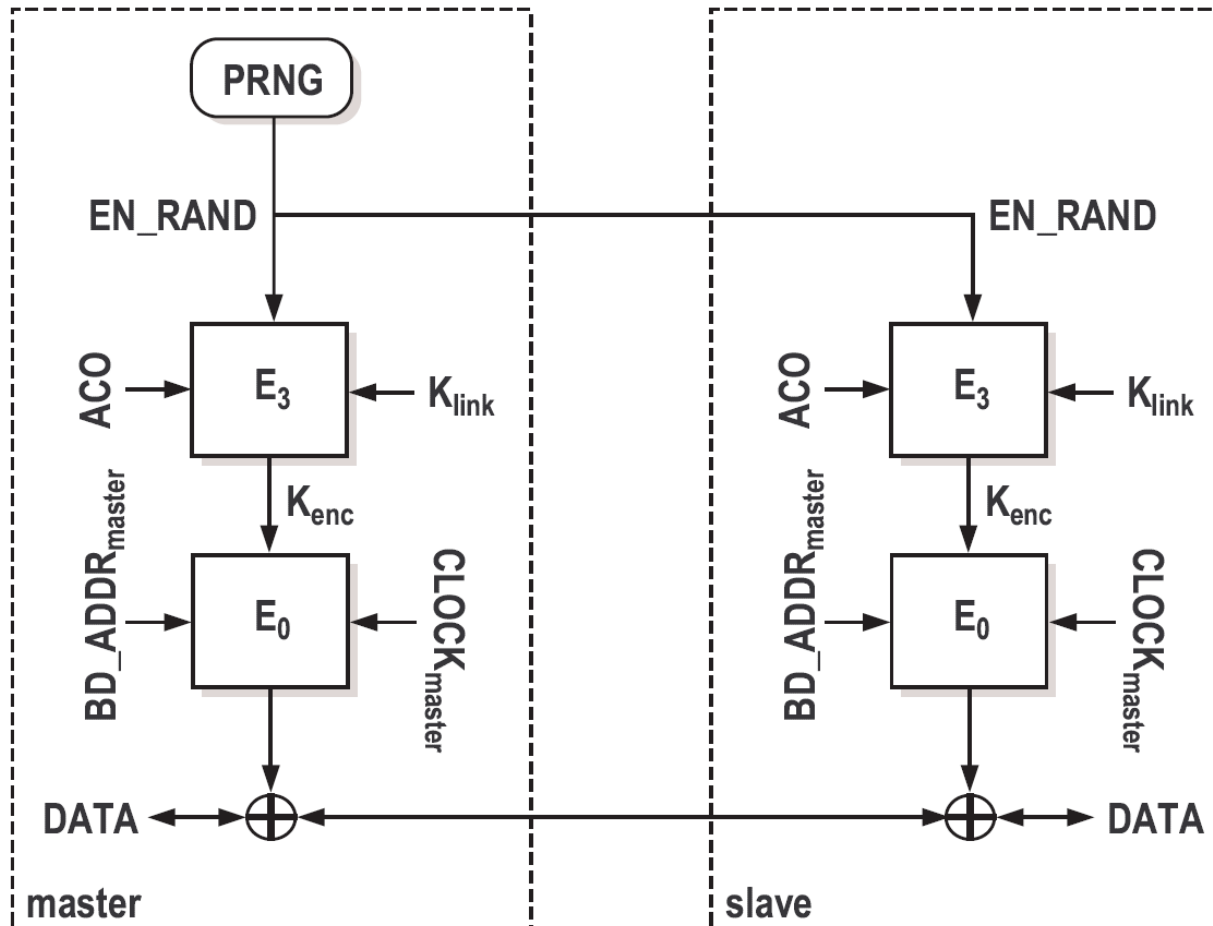 PRNG
EN_RAND
EN_RAND
ACO
E3
Klink
ACO
E3
Klink
Kenc
Kenc
BD_ADDRmaster
E0
CLOCKmaster
BD_ADDRmaster
E0
CLOCKmaster
DATA
DATA
master
slave